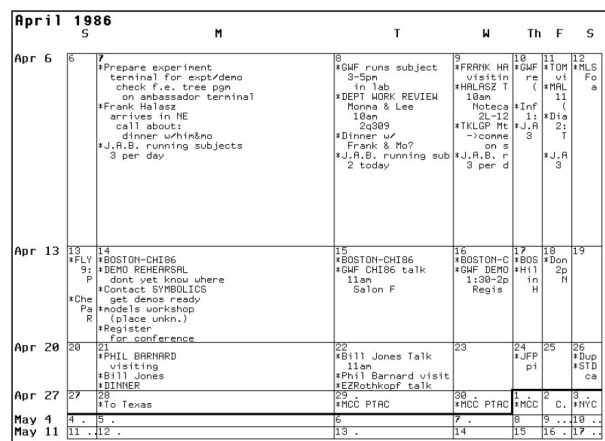 April 1986
S M T W Th F S
Apr 6
6
7
*Prepare experiment
terminal for expt/demo
check f.e. tree pgm
on ambassador terminal
*Frank Halasz
arrives in NE
call about:
dinner w/him&mo
*J.A.B. running subjects
3 per day
8
*GWF runs subject
3-5pm
in lab
*DEPT WORK REVIEW
Monma & Lee
10am
2q309
*Dinner w/
Frank & Mo?
*J.A.B. running sub
2 today
9
*FRANK HA
visitin
*HALASZ T
10am
Noteca
2L-12
*TKLGP Mt
->come
on s
*J.A.B. r
3 per d
10
*GWF
re
(
*Inf
1:
*J.A
3
11
*TOM
vi
*MAL
11
(
*Dia
2:
T
*J.A
3
12
*MLS
Fo
a
Apr 13
13
*FLY
9:
P
*Che
Pa
R
14
*BOSTON-CHI86
*DEMO REHEARSAL
dont yet know where
*Contact SYMBOLICS
get demos ready
*models workshop
(place unkn.)
*Register
for conference
15
*BOSTON-CHI86
*GWF CHI86 talk
11am
Salon F
16
*BOSTON-C
*GWF DEMO
1:30-2p
Regis
17
*BOS
*Hil
in
H
18
*Don
2p
N
19
Apr 20
20
21
*PHIL BARNARD
visiting
*Bill Jones
*DINNER
22
*Bill Jones Talk
11am
*Phil Barnard visit
*EZRothkopf talk
23
24
*JFP
pi
25
26
*Dup
*STD
ca
Apr 27
27
28
*To Texas
29 .
*MCC PTAC
30 .
*MCC PTAC
1 .
*MCC
2
C.
3 .
*NYC
May 4
4 .
5 .
6
7 .
8
9 ..
10 ..
May 11
11 ..
12 .
13 .
14
15
16 .
17 ..